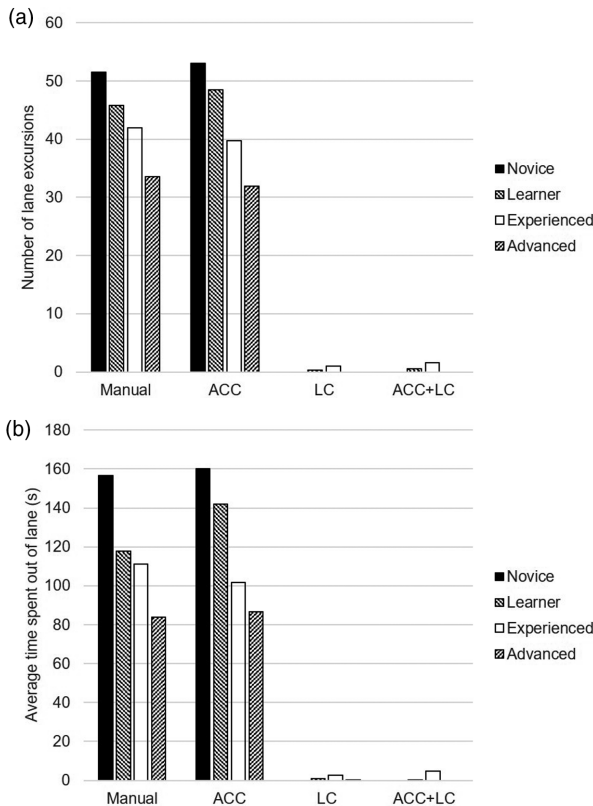 (a)
60
50
40
30
20
10
0
Number of lane excursions
Manual ACC LC ACC+LC
Novice
Learner
Experienced
Advanced
(b)
180
160
140
120
100
80
60
40
20
0
Average time spent out of lane (s)
Manual ACC LC ACC+LC
Novice
Learner
Experienced
Advanced